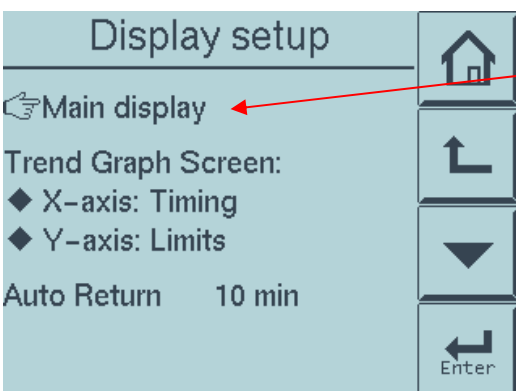 Display setup
Main display
Trend Graph Screen:
◆ X-axis: Timing
◆ Y-axis: Limits
Auto Return 10 min
Enter